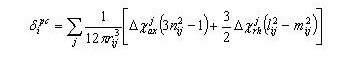 δ_i^{pc} = ∑_j 1/(12πr_{ij}^3) [Δχ_{ax}^j(3n_{ij}^2 − 1) + 3/2 Δχ_{rh}^j(l_{ij}^2 − m_{ij}^2)]